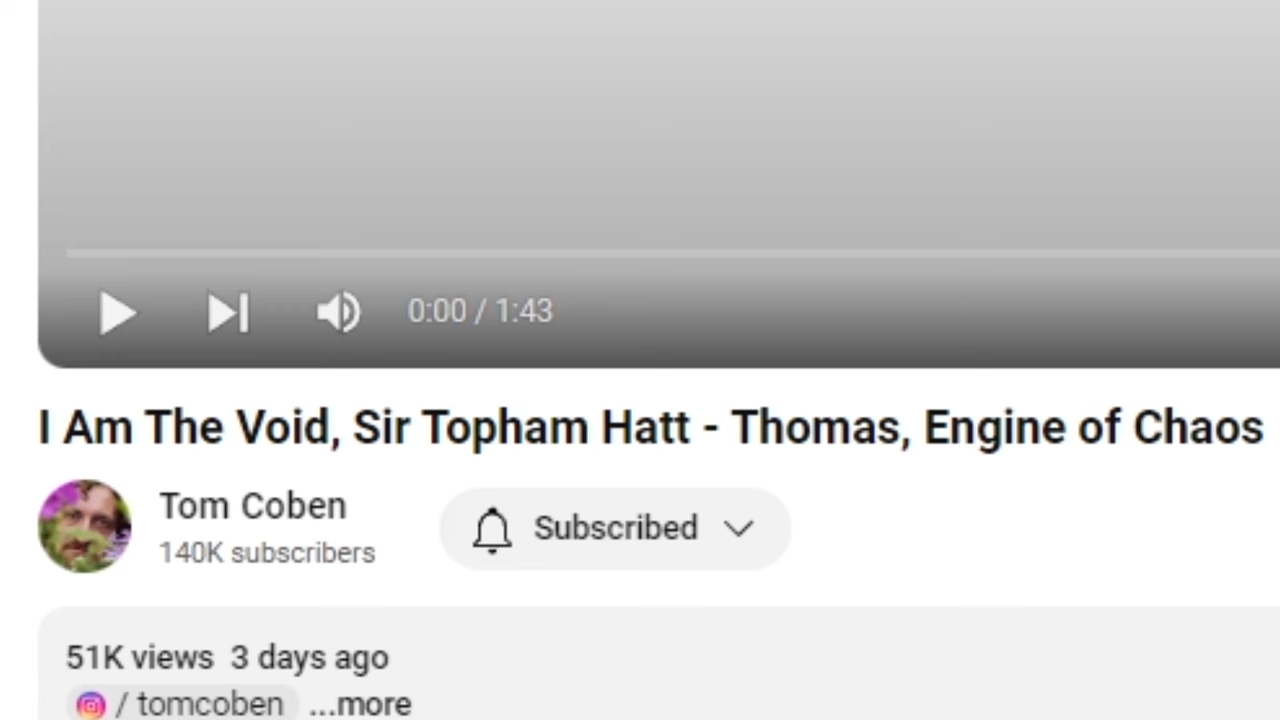 0:00 / 1:43
I Am The Void, Sir Topham Hatt - Thomas, Engine of Chaos
Tom Coben
140K subscribers
Subscribed
51K views 3 days ago
/ tomcoben ...more